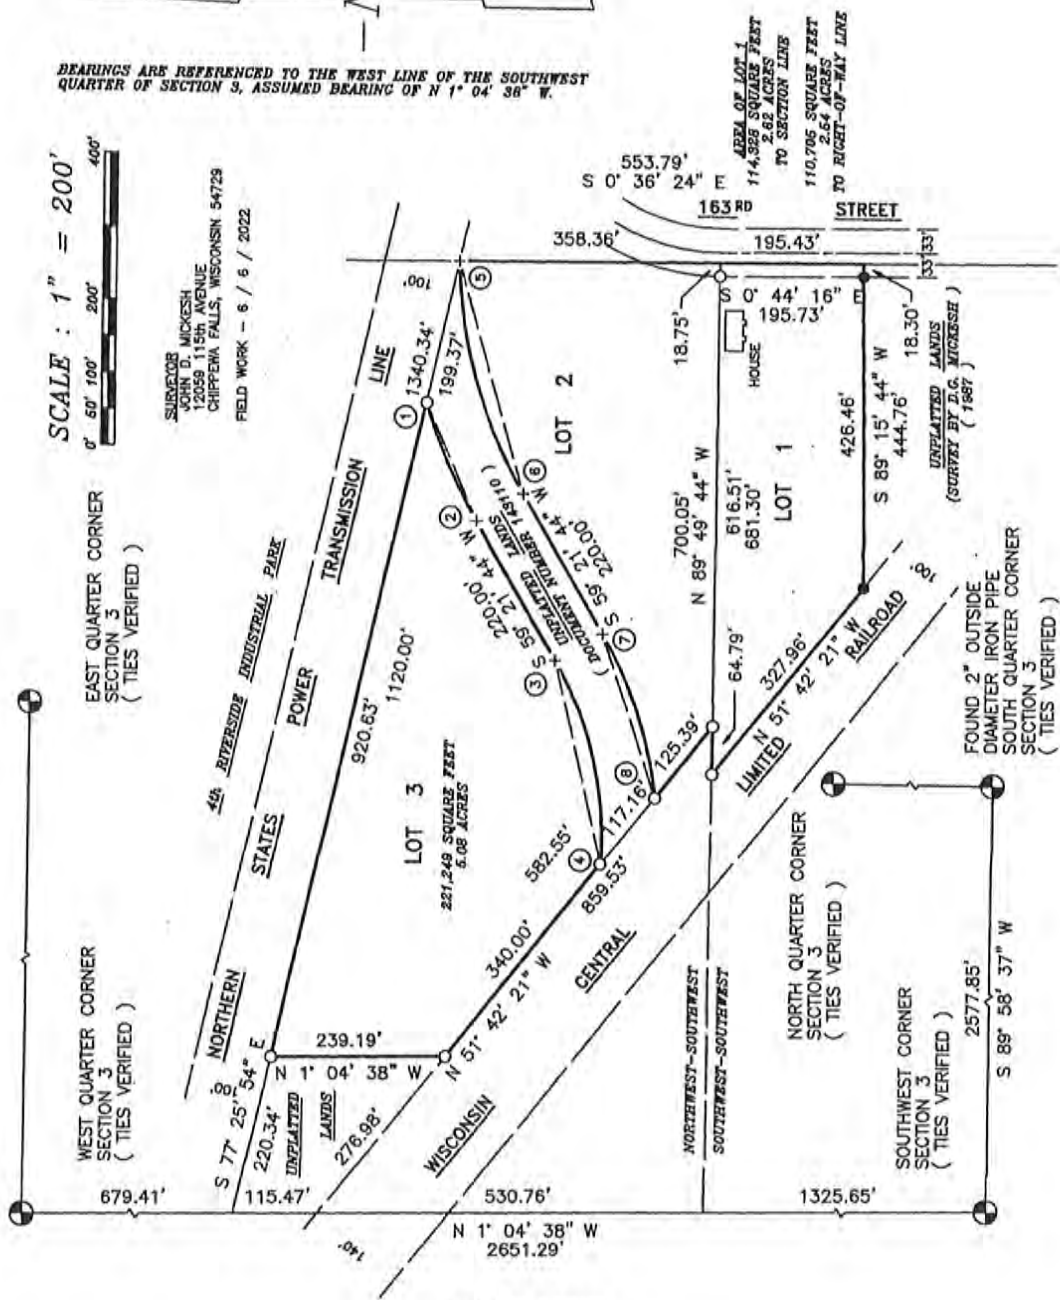 N
BEARINGS ARE REFERENCED TO THE WEST LINE OF THE SOUTHWEST
QUARTER OF SECTION 3, ASSUMED BEARING OF N 1° 04' 38" W.
SCALE : 1" = 200'
0' 50' 100' 200' 400'
SURVEYOR
JOHN D. MICKESH
12059 115th AVENUE
CHIPPEWA FALLS, WISCONSIN 54729
FIELD WORK - 6 / 6 / 2022
AREA OF LOT 1
114,328 SQUARE FEET
2.62 ACRES
TO SECTION LINE
110,705 SQUARE FEET
2.54 ACRES
TO RIGHT-OF-WAY LINE
553.79'
S 0° 36' 24" E
163 RD STREET
358.36'
195.43'
33' 33'
18.75'
S 0° 44' 16" E
195.73'
18.30'
HOUSE
UNPLATTED LANDS
(SURVEY BY D.G. MICKESH )
( 1987 )
EAST QUARTER CORNER
SECTION 3
( TIES VERIFIED )
4th RIVERSIDE INDUSTRIAL PARK
NORTHERN STATES POWER TRANSMISSION LINE
100'
100'
1340.34'
199.37'
1
2
3
4
5
6
7
8
LOT 2
220.00'
S 59° 21' 44" W
UNPLATTED LANDS
( DOCUMENT NUMBER 149110 )
S 59° 21' 44" W
220.00'
920.63'
1120.00'
LOT 3
221,249 SQUARE FEET
5.08 ACRES
700.05'
N 89° 49' 44" W
616.51'
681.30'
LOT 1
426.46'
S 89° 15' 44" W
444.76'
64.79'
327.96'
N 51° 42' 21" W
100'
125.39'
117.16'
582.55'
859.53'
340.00'
N 51° 42' 21" W
WISCONSIN CENTRAL LIMITED RAILROAD
239.19'
N 1° 04' 38" W
S 77° 25' 54" E
220.34'
UNPLATTED
LANDS
276.98'
140'
WEST QUARTER CORNER
SECTION 3
( TIES VERIFIED )
679.41'
115.47'
530.76'
1325.65'
N 1° 04' 38" W
2651.29'
NORTHWEST-SOUTHWEST
SOUTHWEST-SOUTHWEST
NORTH QUARTER CORNER
SECTION 3
( TIES VERIFIED )
SOUTHWEST CORNER
SECTION 3
( TIES VERIFIED )
2577.85'
S 89° 58' 37" W
FOUND 2" OUTSIDE
DIAMETER IRON PIPE
SOUTH QUARTER CORNER
SECTION 3
( TIES VERIFIED )